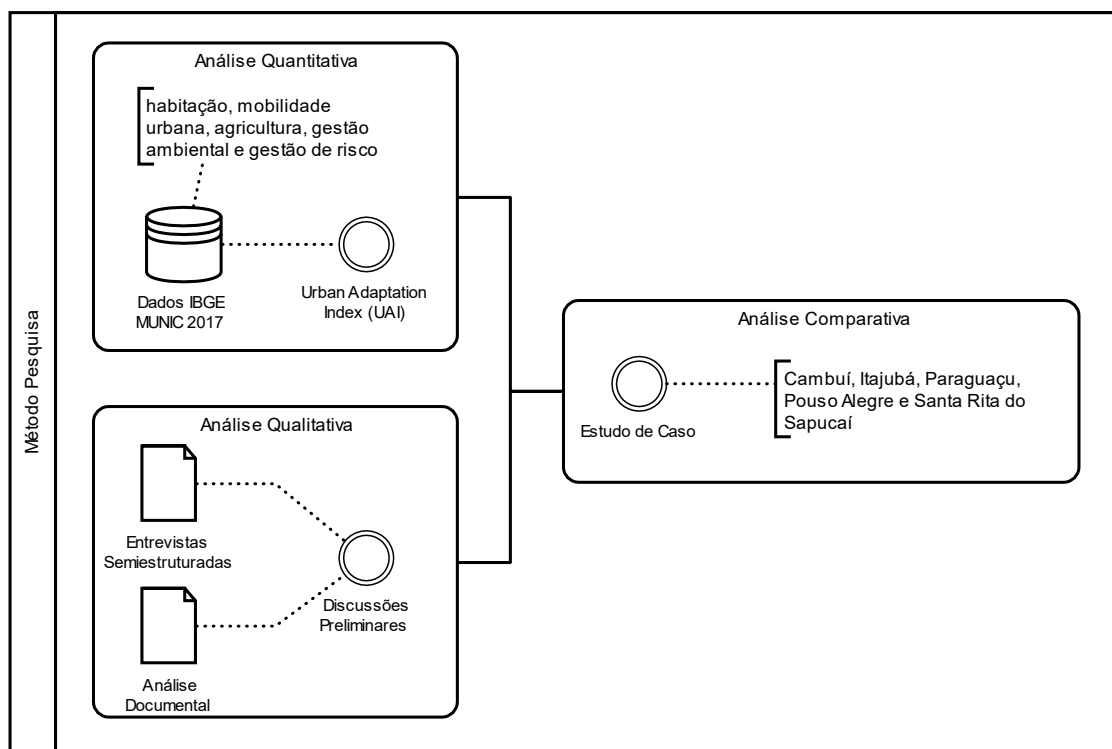 Método Pesquisa
Análise Quantitativa
habitação, mobilidade
urbana, agricultura, gestão
ambiental e gestão de risco
Dados IBGE
MUNIC 2017
Urban Adaptation
Index (UAI)
Análise Qualitativa
Entrevistas
Semiestruturadas
Análise
Documental
Discussões
Preliminares
Análise Comparativa
Estudo de Caso
Cambuí, Itajubá, Paraguaçu,
Pouso Alegre e Santa Rita do
Sapucaí